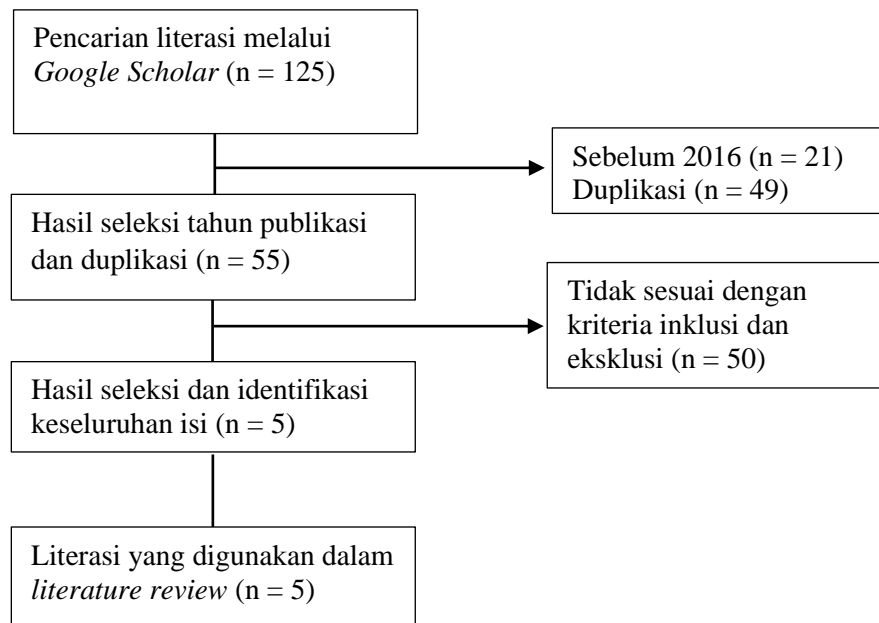 Pencarian literasi melalui
Google Scholar (n = 125)
Sebelum 2016 (n = 21)
Duplikasi (n = 49)
Hasil seleksi tahun publikasi
dan duplikasi (n = 55)
Tidak sesuai dengan
kriteria inklusi dan
eksklusi (n = 50)
Hasil seleksi dan identifikasi
keseluruhan isi (n = 5)
Literasi yang digunakan dalam
literature review (n = 5)